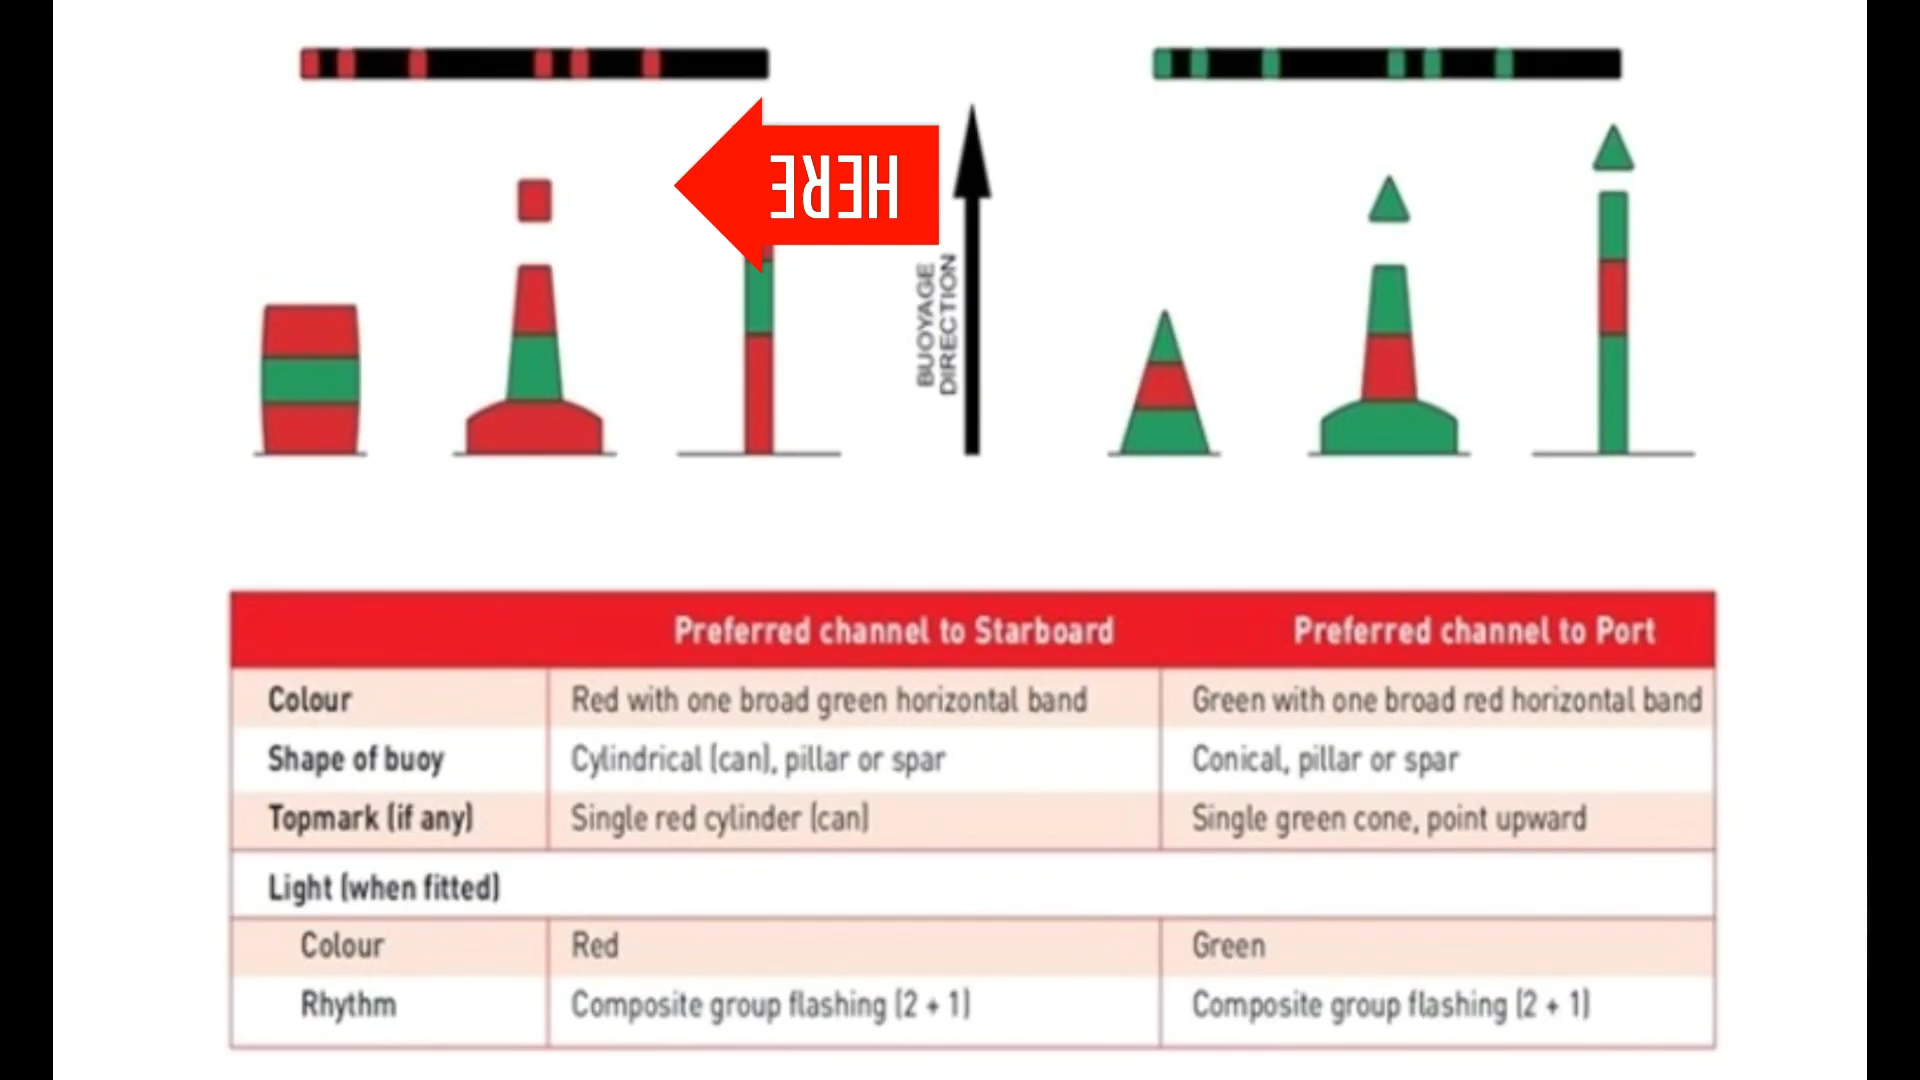 HERE
BUOYAGE
DIRECTION
Preferred channel to Starboard Preferred channel to Port
Colour Red with one broad green horizontal band Green with one broad red horizontal band
Shape of buoy Cylindrical (can), pillar or spar Conical, pillar or spar
Topmark (if any) Single red cylinder (can) Single green cone, point upward
Light (when fitted)
Colour Red Green
Rhythm Composite group flashing (2 + 1) Composite group flashing (2 + 1)